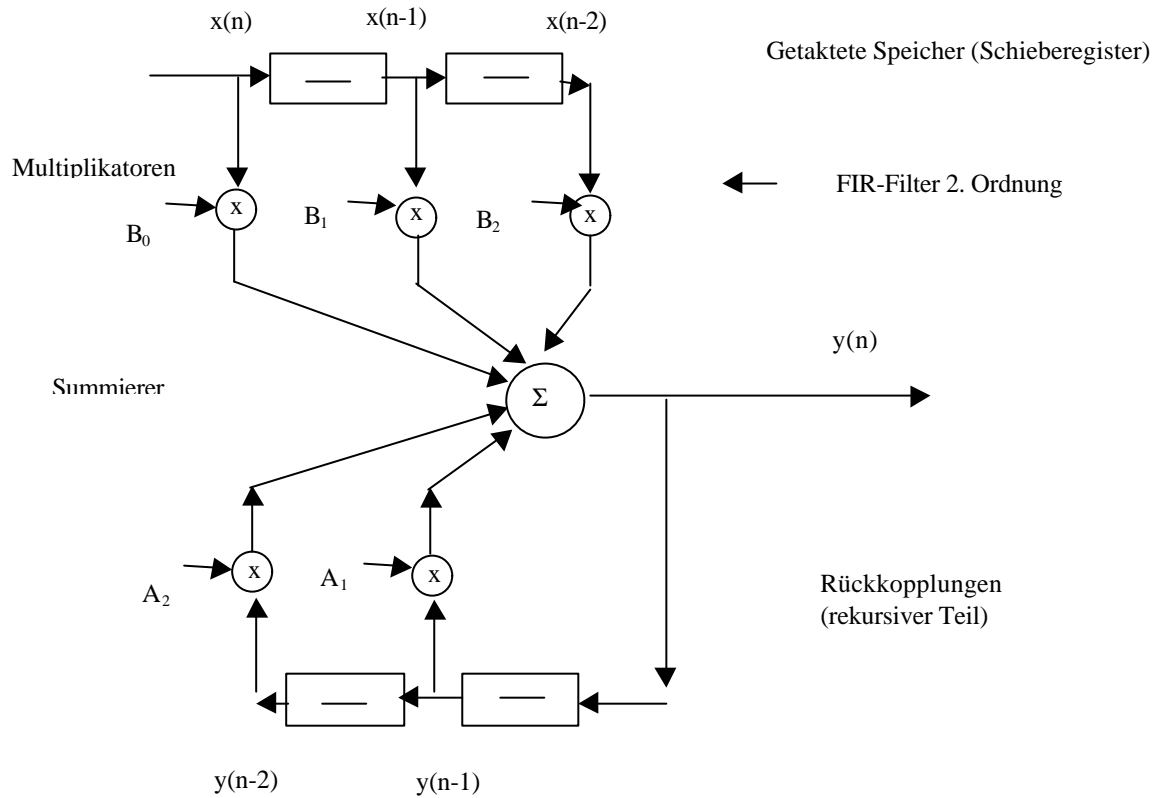 x(n)
x(n-1)
x(n-2)
Getaktete Speicher (Schieberegister)
Multiplikatoren
FIR-Filter 2. Ordnung
x
x
x
B₀
B₁
B₂
y(n)
Summierer
Σ
x
x
A₂
A₁
Rückkopplungen
(rekursiver Teil)
y(n-2)
y(n-1)